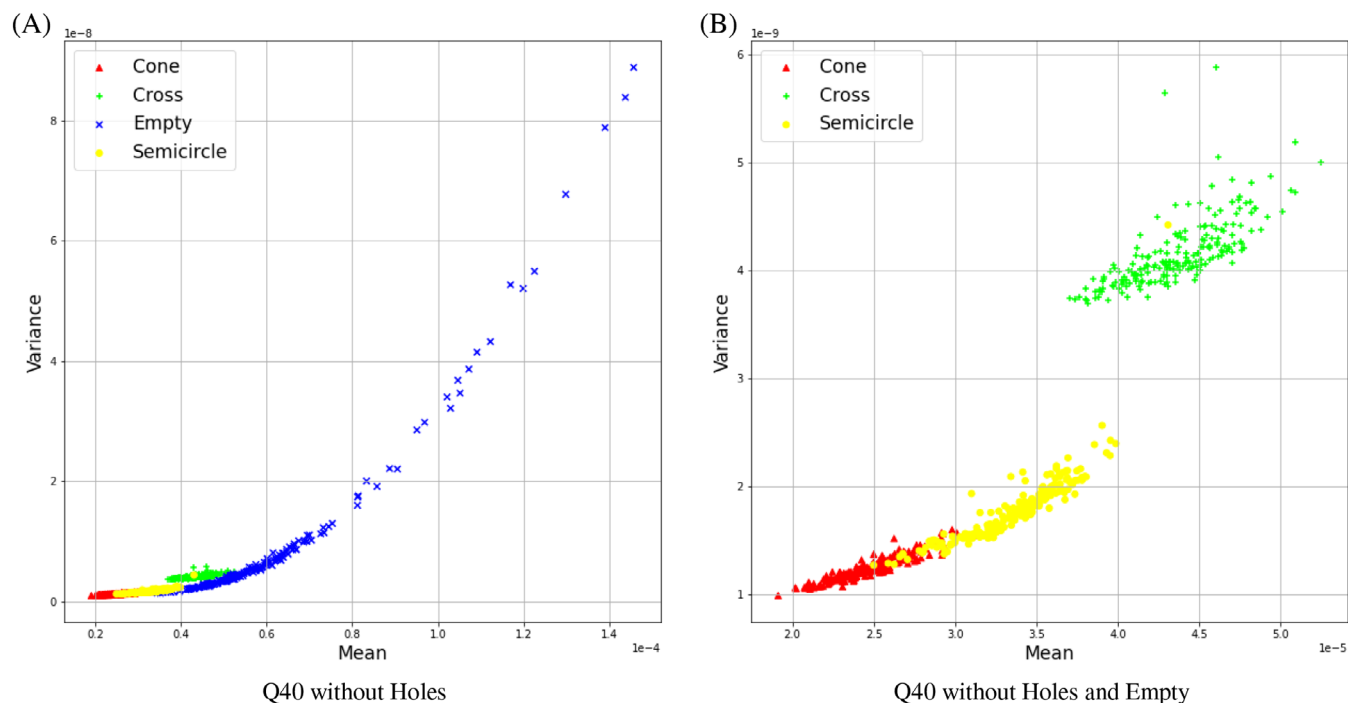 (A)
1e−8
Cone
Cross
Empty
Semicircle
8
6
4
2
0
Variance
0.2 0.4 0.6 0.8 1.0 1.2 1.4
1e−4
Mean
Q40 without Holes
(B)
1e−9
Cone
Cross
Semicircle
6
5
4
3
2
1
Variance
2.0 2.5 3.0 3.5 4.0 4.5 5.0
1e−5
Mean
Q40 without Holes and Empty